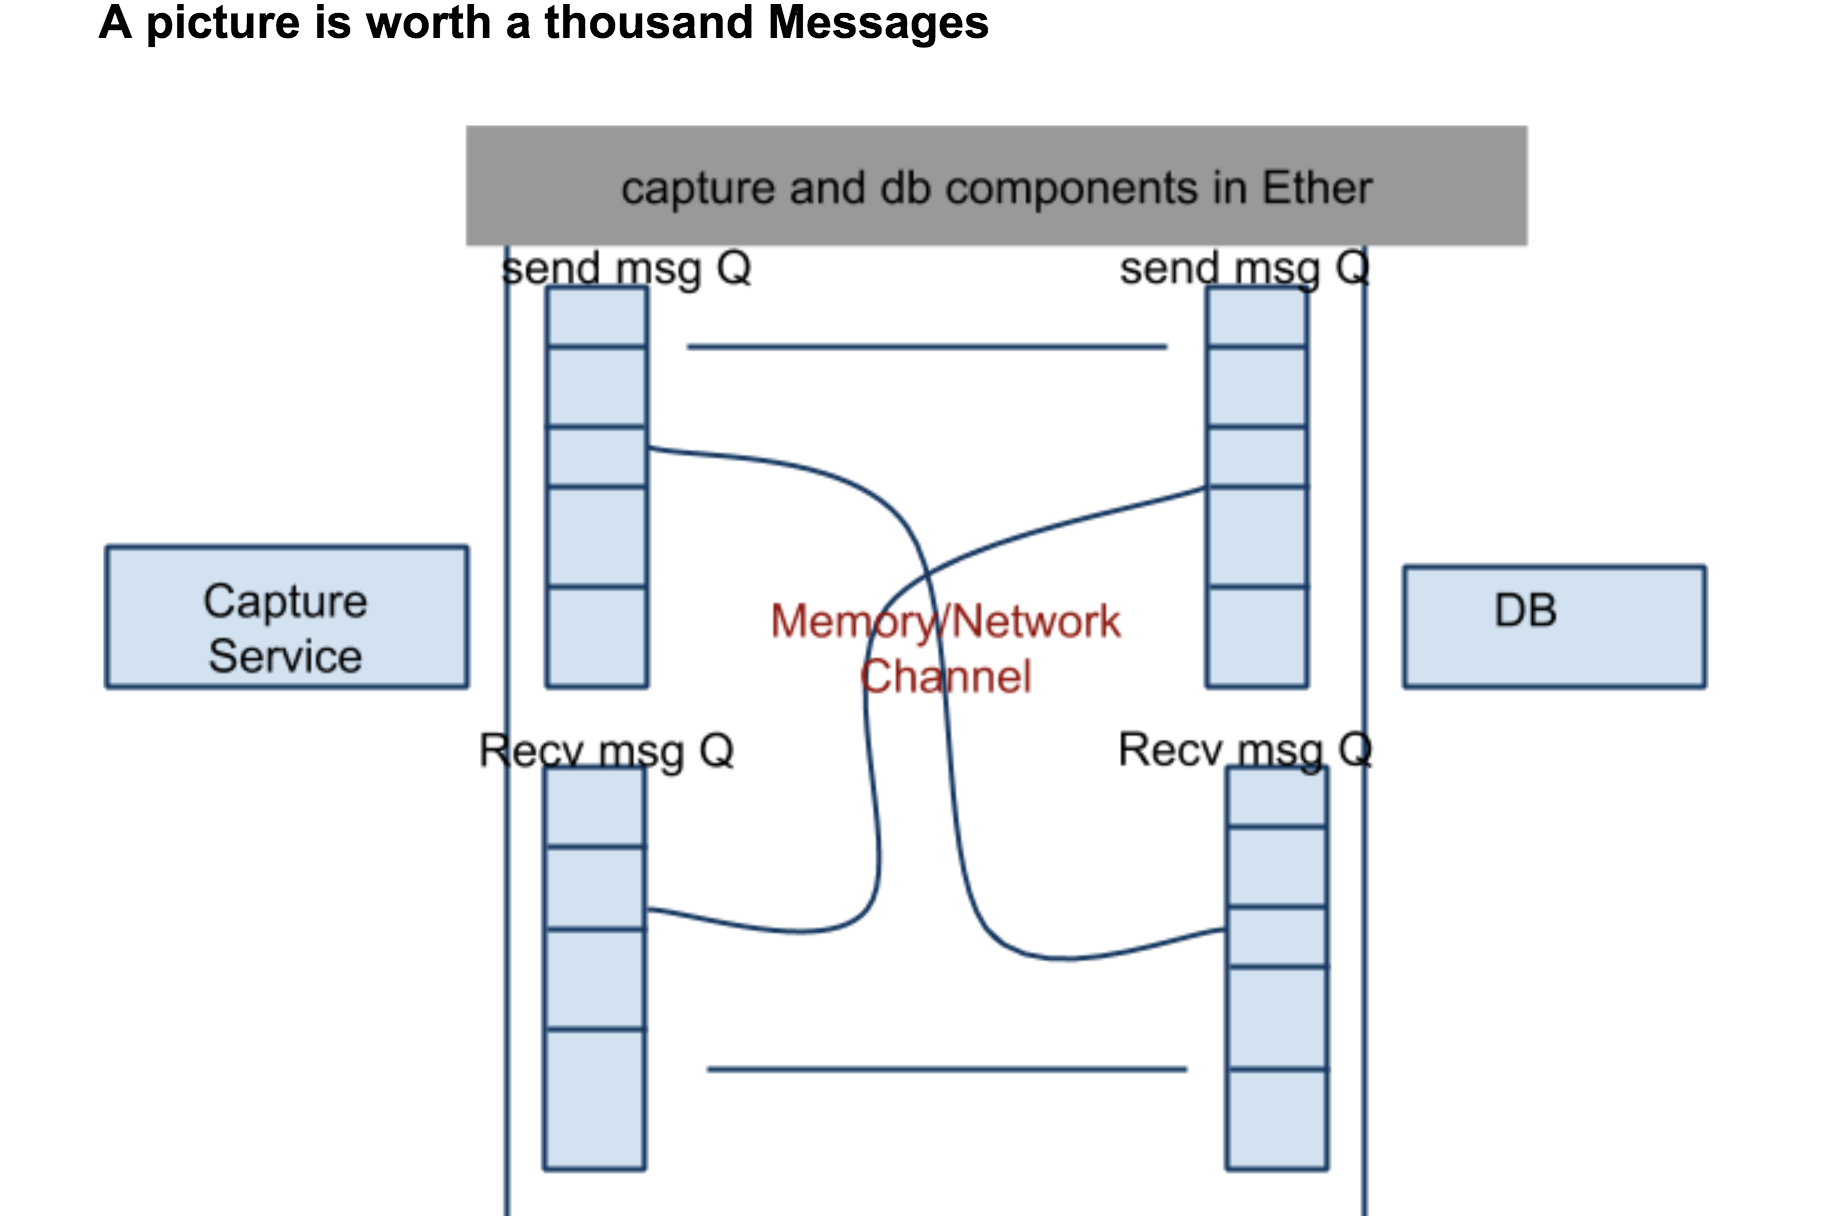 A picture is worth a thousand Messages
capture and db components in Ether
send msg Q
send msg Q
Capture
Service
Memory/Network
Channel
DB
Recv msg Q
Recv msg Q